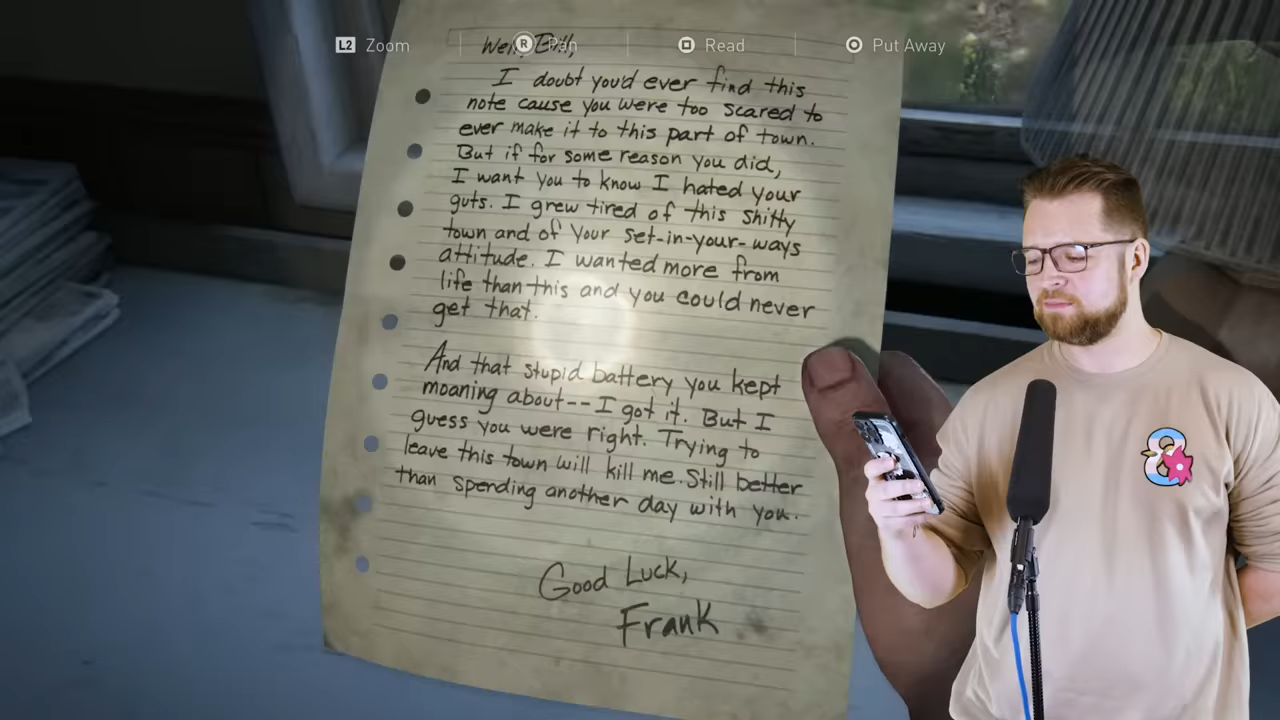 L2 Zoom R Pan Read Put Away
Well, Bill,
I doubt you'd ever find this
note cause you were too scared to
ever make it to this part of town.
But if for some reason you did,
I want you to know I hated your
guts. I grew tired of this shitty
town and of your set-in-your-ways
attitude. I wanted more from
life than this and you could never
get that.
And that stupid battery you kept
moaning about--I got it. But I
guess you were right. Trying to
leave this town will kill me. Still better
than spending another day with you.
Good Luck,
Frank